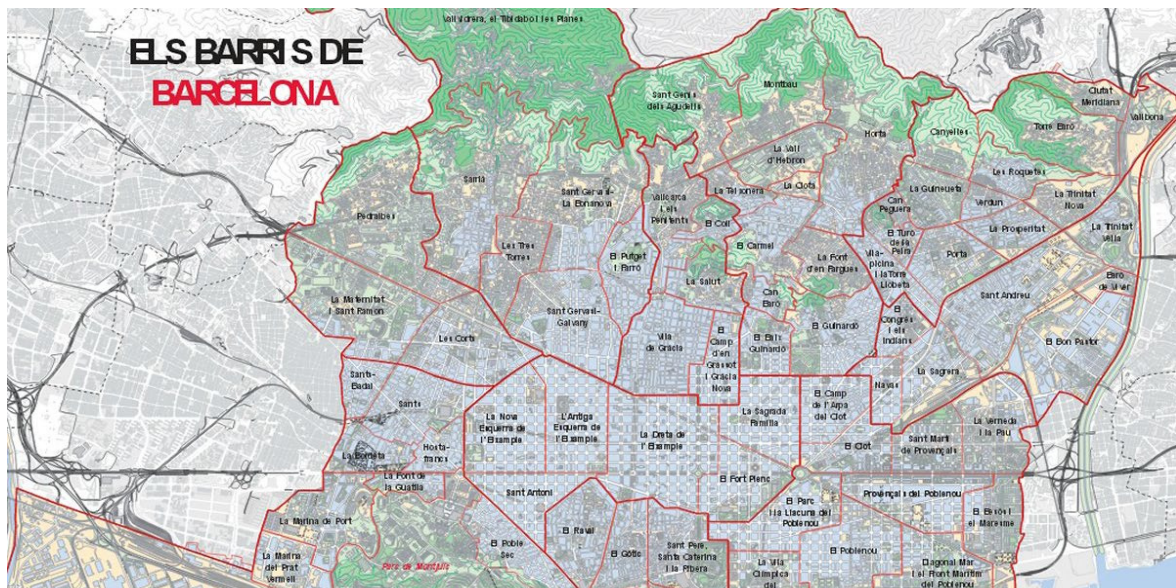 Vallvidrera, el Tibidabo i les Planes
ELS BARRIS DE
BARCELONA
Ciutat
Meridiana
Montbau
Sant Genís
dels Agudells
Vallbona
Torre Baró
Horta
Canyelles
La Vall
d'Hebron
Les Roquetes
Sarrià
La Clota
La Teixonera
La Guineueta
Sant Gervasi-
La Bonanova
Vallcarca
i els
Penitents
Verdun
La Trinitat
Nova
Can
Peguera
Pedralbes
El Coll
La Trinitat
Vella
La Prosperitat
El Turó
de la
Peira
Les Tres
Torres
El Carmel
El Putget
i Farró
La Font
d'en Fargues
Vila-
picina
i la Torre
Llobeta
Porta
Baró
de Viver
La Salut
Can
Baró
Sant Andreu
La Maternitat
i Sant Ramon
Sant Gervasi-
Galvany
El
Congrés
i els
Indians
El Guinardó
Les Corts
Vila
de Gràcia
El
Camp
d'en
Grassot
i Gràcia
Nova
El Baix
Guinardó
El Bon Pastor
La Sagrera
Sants-
Badal
Navas
Sants
El Camp
de l'Arpa
del Clot
La Nova
Esquerra de
l'Eixample
L'Antiga
Esquerra de
l'Eixample
La Sagrada
Família
La Verneda
i la Pau
La Dreta de
l'Eixample
Sant Martí
de Provençals
El Clot
Hosta-
francs
La Bordeta
La Font de
la Guatlla
El Fort Pienc
Sant Antoni
Provençals del Poblenou
El Parc
i la Llacuna del
Poblenou
El Besòs i
el Maresme
La Marina de Port
El Raval
El Poble
Sec
El Gòtic
Sant Pere,
Santa Caterina
i la Ribera
El Poblenou
La Marina
del Prat
Vermell
Parc de Montjuïc
La Vila
Olímpica
del
Diagonal Mar
i el Front Marítim
del Poblenou